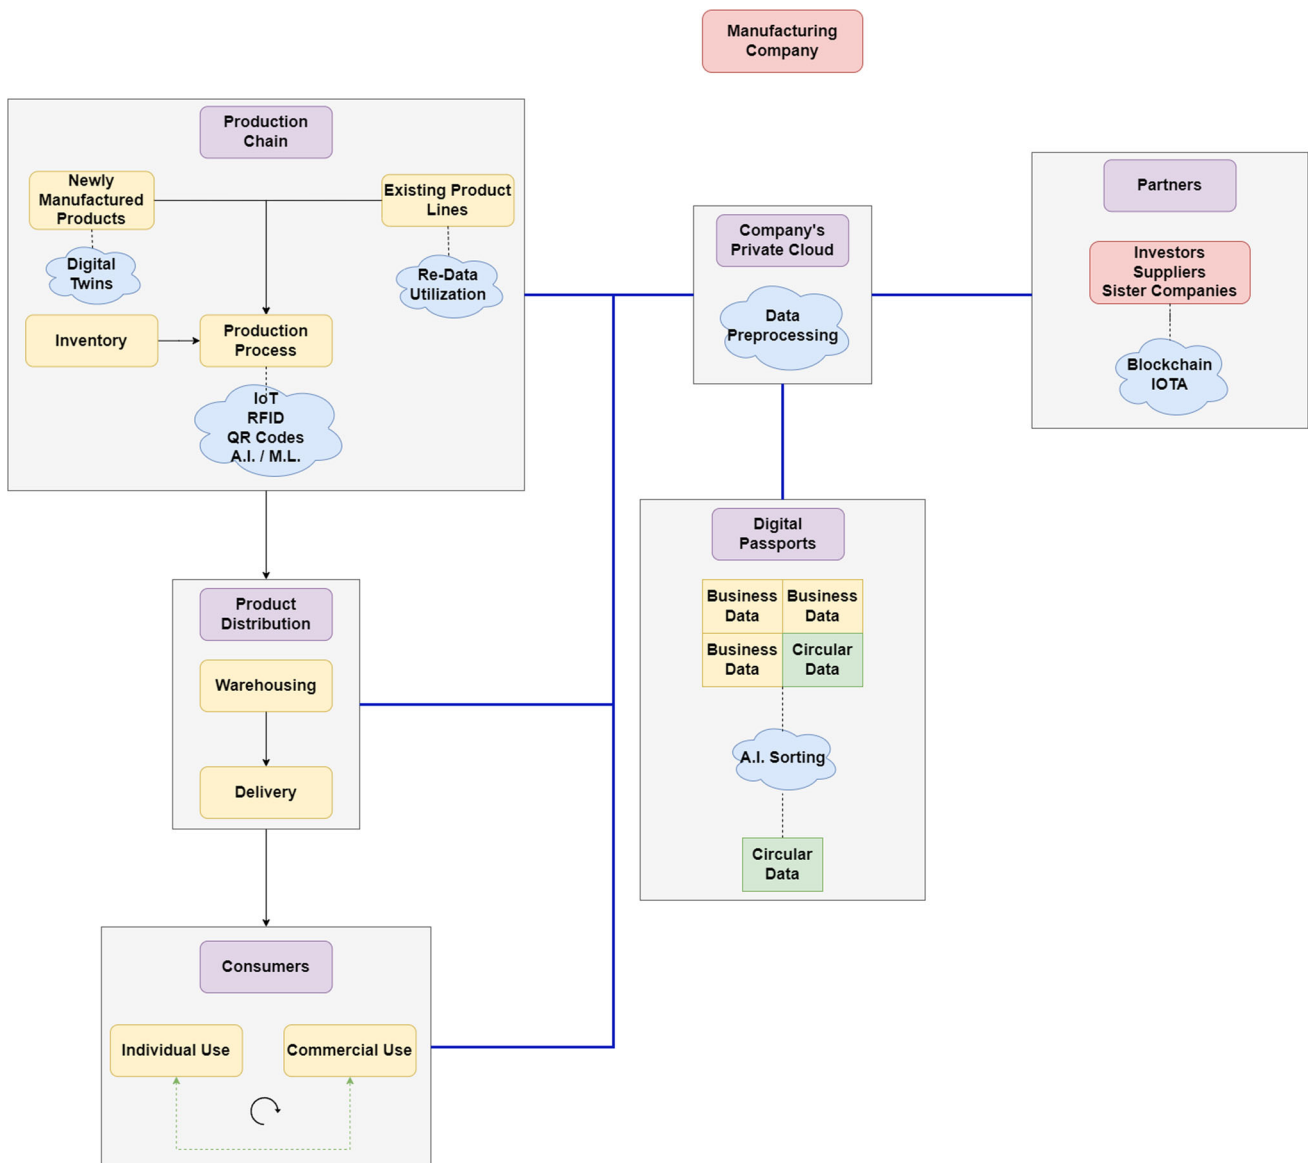 Manufacturing
Company
Production
Chain
Newly
Manufactured
Products
Existing Product
Lines
Digital
Twins
Re-Data
Utilization
Inventory
Production
Process
IoT
RFID
QR Codes
A.I. / M.L.
Company's
Private Cloud
Data
Preprocessing
Partners
Investors
Suppliers
Sister Companies
Blockchain
IOTA
Digital
Passports
Business
Data
Business
Data
Business
Data
Circular
Data
A.I. Sorting
Circular
Data
Product
Distribution
Warehousing
Delivery
Consumers
Individual Use
Commercial Use